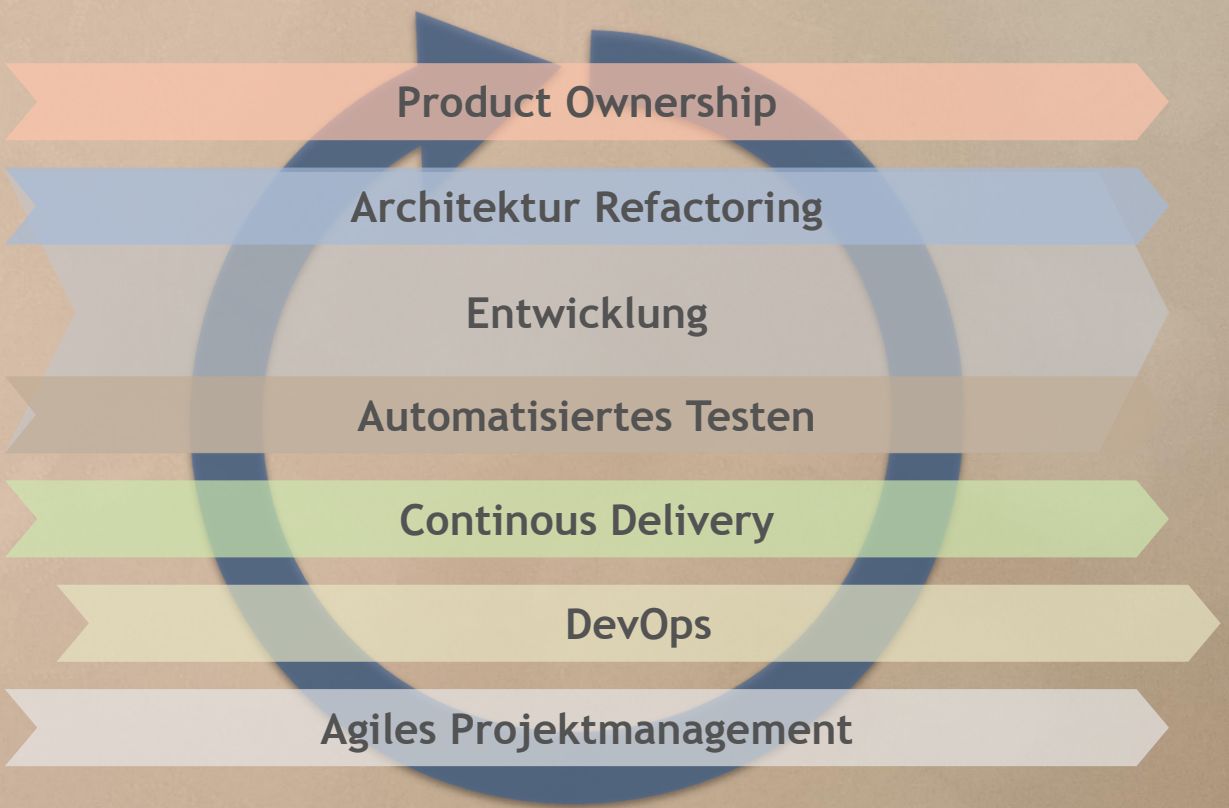 Product Ownership
Architektur Refactoring
Entwicklung
Automatisiertes Testen
Continous Delivery
DevOps
Agiles Projektmanagement